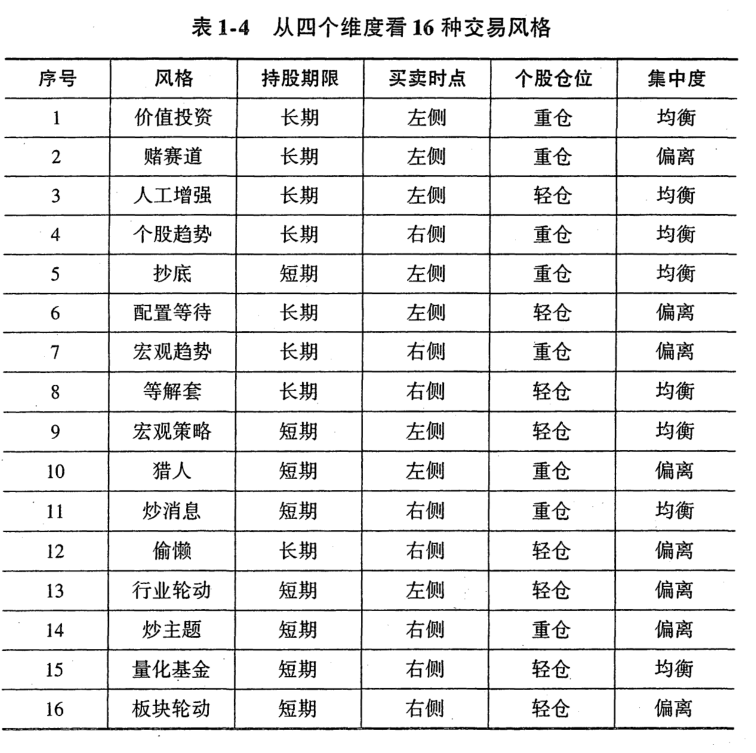 表 1-4 从四个维度看 16 种交易风格
序号 风格 持股期限 买卖时点 个股仓位 集中度
1 价值投资 长期 左侧 重仓 均衡
2 赌赛道 长期 左侧 重仓 偏离
3 人工增强 长期 左侧 轻仓 均衡
4 个股趋势 长期 右侧 重仓 均衡
5 抄底 短期 左侧 重仓 均衡
6 配置等待 长期 左侧 轻仓 偏离
7 宏观趋势 长期 右侧 重仓 偏离
8 等解套 长期 右侧 轻仓 均衡
9 宏观策略 短期 左侧 轻仓 均衡
10 猎人 短期 左侧 重仓 偏离
11 炒消息 短期 右侧 重仓 均衡
12 偷懒 长期 右侧 轻仓 偏离
13 行业轮动 短期 左侧 轻仓 偏离
14 炒主题 短期 右侧 重仓 偏离
15 量化基金 短期 右侧 轻仓 均衡
16 板块轮动 短期 右侧 轻仓 偏离